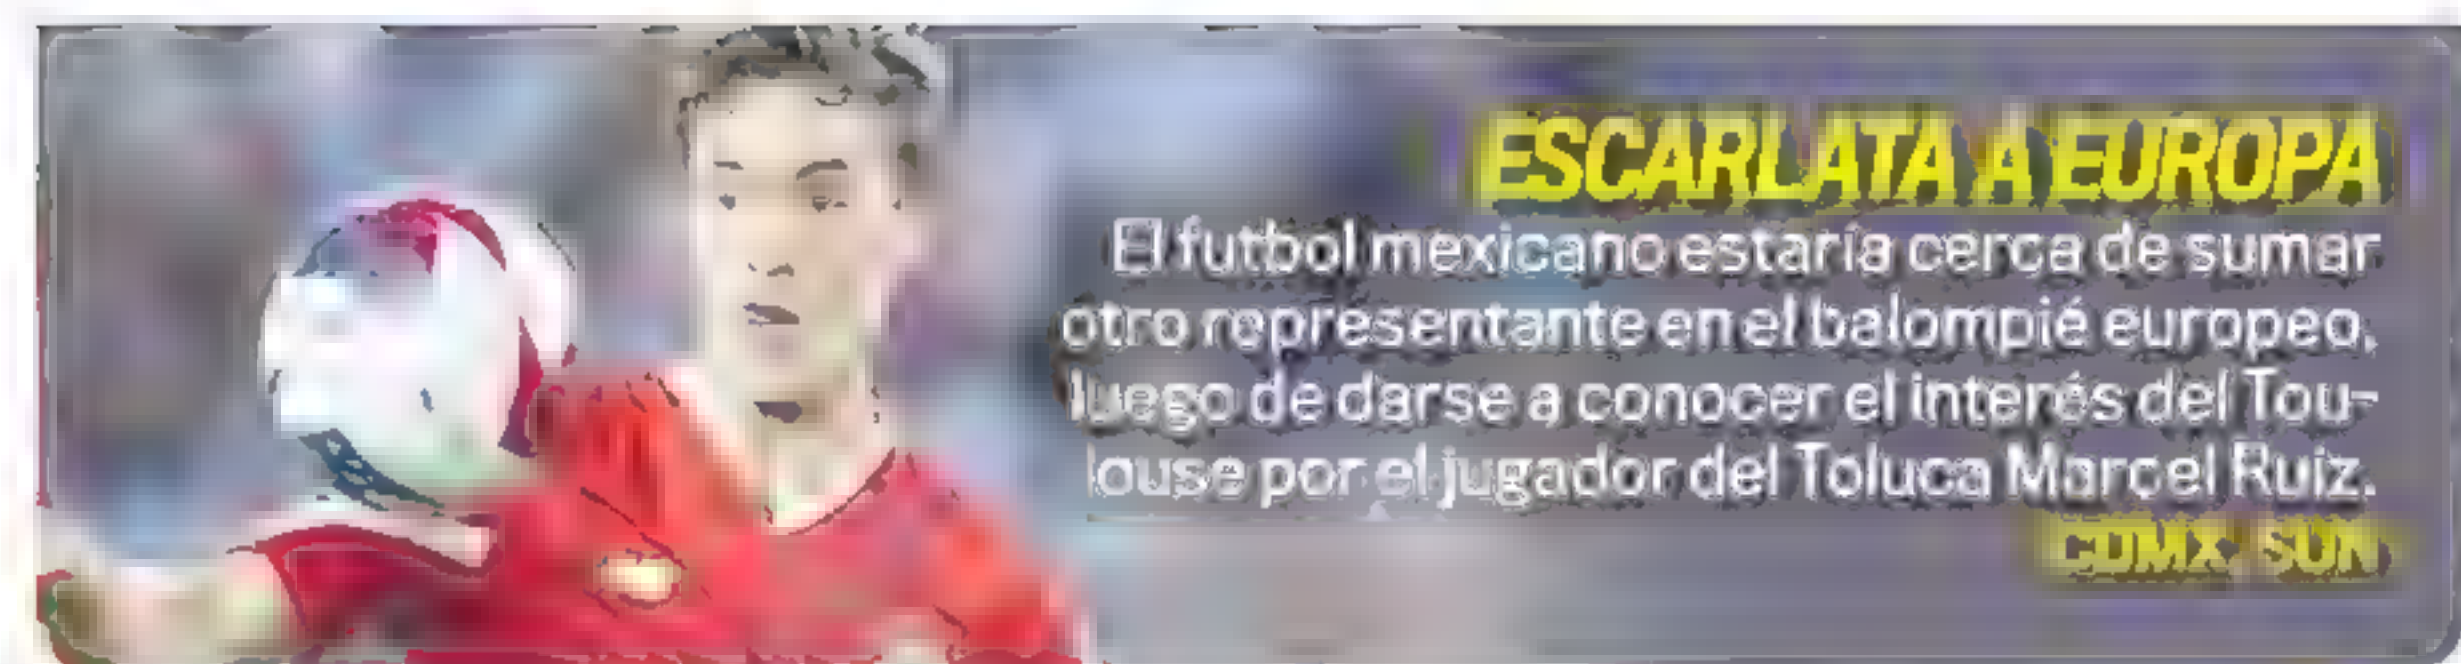 ESCARLATA A EUROPA
El futbol mexicano estaría cerca de sumar
otro representante en el balompié europeo,
luego de darse a conocer el interés del Tou-
louse por el jugador del Toluca Marcel Ruiz.
CDMX SUN